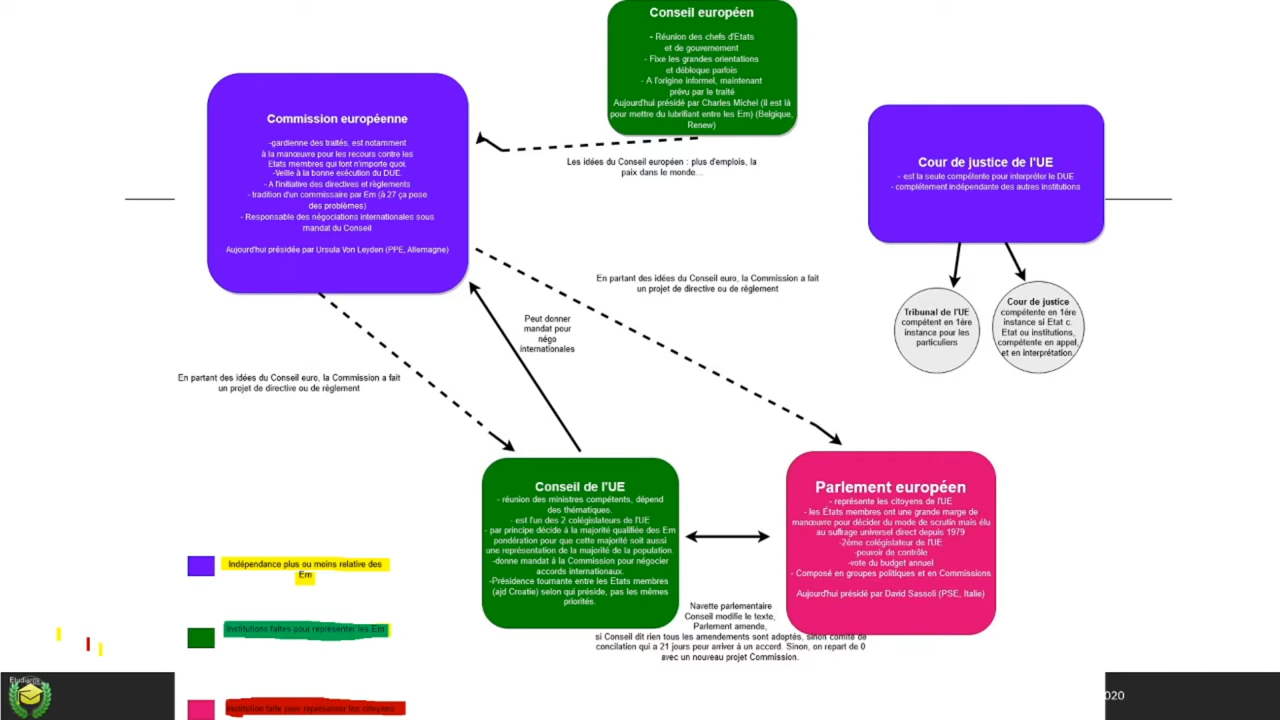 Conseil européen
- Réunion des chefs d'Etats
et de gouvernement
- Fixe les grandes orientations
et débloque parfois
- A l'origine informel, maintenant
prévu par le traité
Aujourd'hui présidé par Charles Michel (il est là
pour mettre du lubrifiant entre les Em) (Belgique,
Renew)
Commission européenne
-gardienne des traités, est notamment
à la manœuvre pour les recours contre les
Etats membres qui font n'importe quoi.
-Veille à la bonne exécution du DUE.
- A l'initiative des directives et règlements
- tradition d'un commissaire par Em (à 27 ça pose
des problèmes)
- Responsable des négociations internationales sous
mandat du Conseil
Aujourd'hui présidée par Ursula Von Leyden (PPE, Allemagne)
Les idées du Conseil européen : plus d'emplois, la
paix dans le monde...
Cour de justice de l'UE
- est la seule compétente pour interpréter le DUE
- complétement indépendante des autres institutions
Tribunal de l'UE
compétent en 1ère
instance pour les
particuliers
Cour de justice
compétente en 1ère
instance si Etat c.
Etat ou institutions,
compétente en appel,
et en interprétation.
En partant des idées du Conseil euro, la Commission a fait
un projet de directive ou de règlement
Peut donner
mandat pour
négo
internationales
En partant des idées du Conseil euro, la Commission a fait
un projet de directive ou de règlement
Conseil de l'UE
- réunion des ministres compétents, dépend
des thématiques.
- est l'un des 2 colégislateurs de l'UE
- par principe décide à la majorité qualifiée des Em
pondération pour que cette majorité soit aussi
une représentation de la majorité de la population.
-donne mandat à la Commission pour négocier
accords internationaux.
-Présidence tournante entre les Etats membres
(ajd Croatie) selon qui préside, pas les mêmes
priorités.
Parlement européen
- représente les citoyens de l'UE
- les États membres ont une grande marge de
manœuvre pour décider du mode de scrutin mais élu
au suffrage universel direct depuis 1979
-2ème colégislateur de l'UE
-pouvoir de contrôle
-vote du budget annuel
- Composé en groupes politiques et en Commissions
Aujourd'hui présidé par David Sassoli (PSE, Italie)
Navette parlementaire
Conseil modifie le texte,
Parlement amende,
si Conseil dit rien tous les amendements sont adoptés, sinon comité de
concilation qui a 21 jours pour arriver à un accord. Sinon, on repart de 0
avec un nouveau projet Commission.
Indépendance plus ou moins relative des
Em
Institutions faites pour représenter les Em
Institution faite pour représenter les citoyens
020